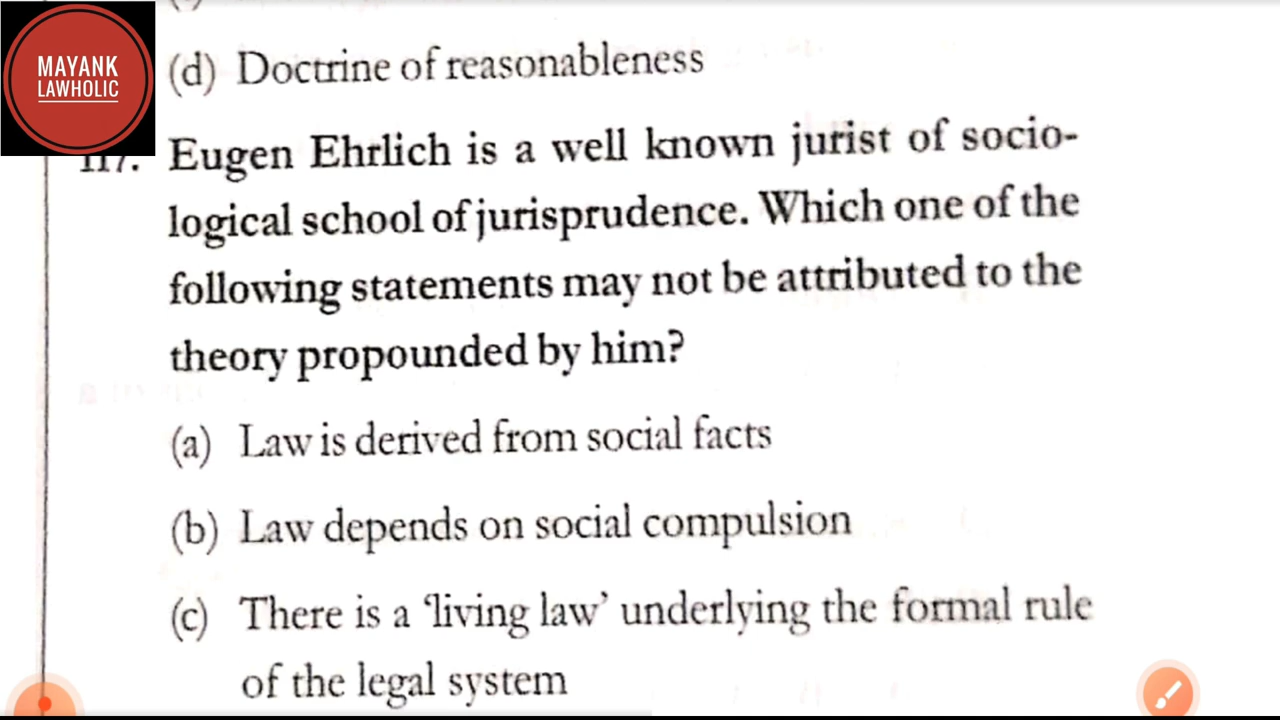 MAYANK
LAWHOLIC
(d) Doctrine of reasonableness
117. Eugen Ehrlich is a well known jurist of socio-
logical school of jurisprudence. Which one of the
following statements may not be attributed to the
theory propounded by him?
(a) Law is derived from social facts
(b) Law depends on social compulsion
(c) There is a ‘living law’ underlying the formal rule
of the legal system